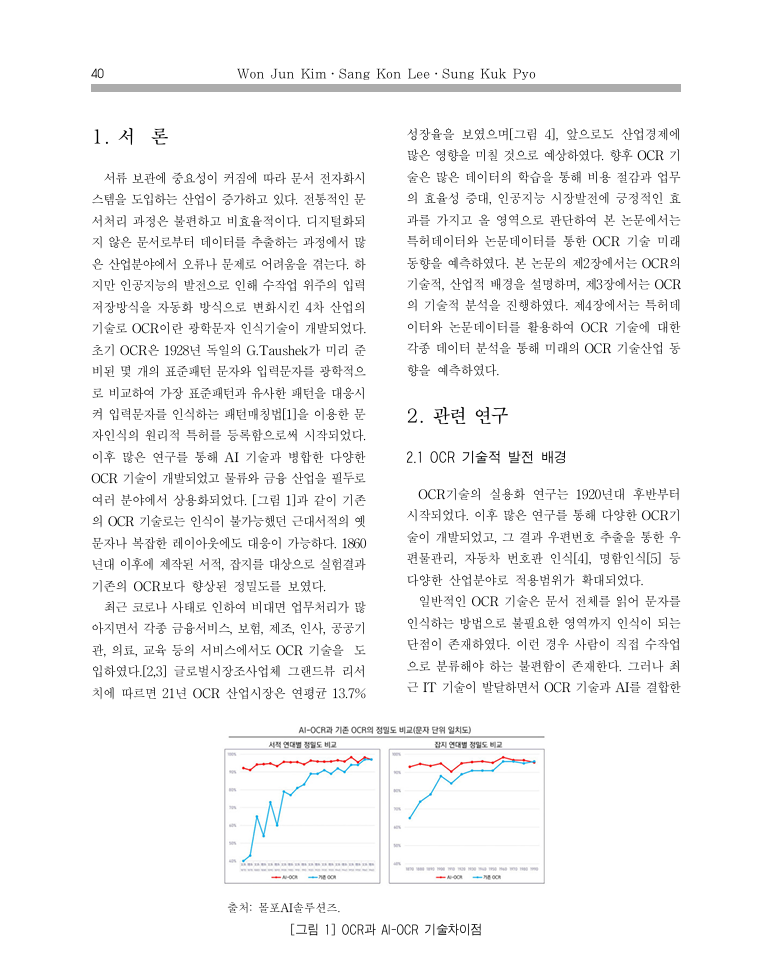 40
Won Jun Kim · Sang Kon Lee · Sung Kuk Pyo
1. 서 론
서류 보관에 중요성이 커짐에 따라 문서 전자화시
스템을 도입하는 산업이 증가하고 있다. 전통적인 문
서처리 과정은 불편하고 비효율적이다. 디지털화되
지 않은 문서로부터 데이터를 추출하는 과정에서 많
은 산업분야에서 오류나 문제로 어려움을 겪는다. 하
지만 인공지능의 발전으로 인해 수작업 위주의 입력
저장방식을 자동화 방식으로 변화시킨 4차 산업의
기술로 OCR이란 광학문자 인식기술이 개발되었다.
초기 OCR은 1928년 독일의 G.Taushek가 미리 준
비된 몇 개의 표준패턴 문자와 입력문자를 광학적으
로 비교하여 가장 표준패턴과 유사한 패턴을 대응시
켜 입력문자를 인식하는 패턴매칭법[1]을 이용한 문
자인식의 원리적 특허를 등록함으로써 시작되었다.
이후 많은 연구를 통해 AI 기술과 병합한 다양한
OCR 기술이 개발되었고 물류와 금융 산업을 필두로
여러 분야에서 상용화되었다. [그림 1]과 같이 기존
의 OCR 기술로는 인식이 불가능했던 근대서적의 옛
문자나 복잡한 레이아웃에도 대응이 가능하다. 1860
년대 이후에 제작된 서적, 잡지를 대상으로 실험결과
기존의 OCR보다 향상된 정밀도를 보였다.
최근 코로나 사태로 인하여 비대면 업무처리가 많
아지면서 각종 금융서비스, 보험, 제조, 인사, 공공기
관, 의료, 교육 등의 서비스에서도 OCR 기술을 도
입하였다.[2,3] 글로벌시장조사업체 그랜드뷰 리서
치에 따르면 21년 OCR 산업시장은 연평균 13.7%
성장율을 보였으며[그림 4], 앞으로도 산업경제에
많은 영향을 미칠 것으로 예상하였다. 향후 OCR 기
술은 많은 데이터의 학습을 통해 비용 절감과 업무
의 효율성 증대, 인공지능 시장발전에 긍정적인 효
과를 가지고 올 영역으로 판단하여 본 논문에서는
특허데이터와 논문데이터를 통한 OCR 기술 미래
동향을 예측하였다. 본 논문의 제2장에서는 OCR의
기술적, 산업적 배경을 설명하며, 제3장에서는 OCR
의 기술적 분석을 진행하였다. 제4장에서는 특허데
이터와 논문데이터를 활용하여 OCR 기술에 대한
각종 데이터 분석을 통해 미래의 OCR 기술산업 동
향을 예측하였다.
2. 관련 연구
2.1 OCR 기술적 발전 배경
OCR기술의 실용화 연구는 1920년대 후반부터
시작되었다. 이후 많은 연구를 통해 다양한 OCR기
술이 개발되었고, 그 결과 우편번호 추출을 통한 우
편물관리, 자동차 번호판 인식[4], 명함인식[5] 등
다양한 산업분야로 적용범위가 확대되었다.
일반적인 OCR 기술은 문서 전체를 읽어 문자를
인식하는 방법으로 불필요한 영역까지 인식이 되는
단점이 존재하였다. 이런 경우 사람이 직접 수작업
으로 분류해야 하는 불편함이 존재한다. 그러나 최
근 IT 기술이 발달하면서 OCR 기술과 AI를 결합한
AI-OCR과 기존 OCR의 정밀도 비교(문자 단위 일치도)
서적 연대별 정밀도 비교
100%
90%
80%
70%
60%
50%
40%
AI-OCR 기존 OCR
잡지 연대별 정밀도 비교
100%
90%
80%
70%
60%
50%
40%
AI-OCR 기존 OCR
출처: 몰포AI솔루션즈.
[그림 1] OCR과 AI-OCR 기술차이점